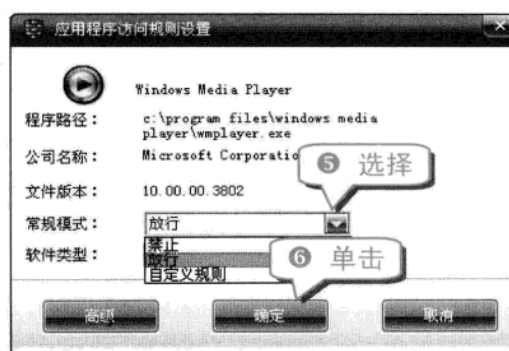 应用程序访问规则设置
Windows Media Player
程序路径： c:\program files\windows media
player\wmplayer.exe
公司名称： Microsoft Corporatio
❺ 选择
文件版本： 10.00.00.3802
常规模式： 放行
禁止
软件类型： 放行
❻ 单击
自定义规则
高级 确定 取消